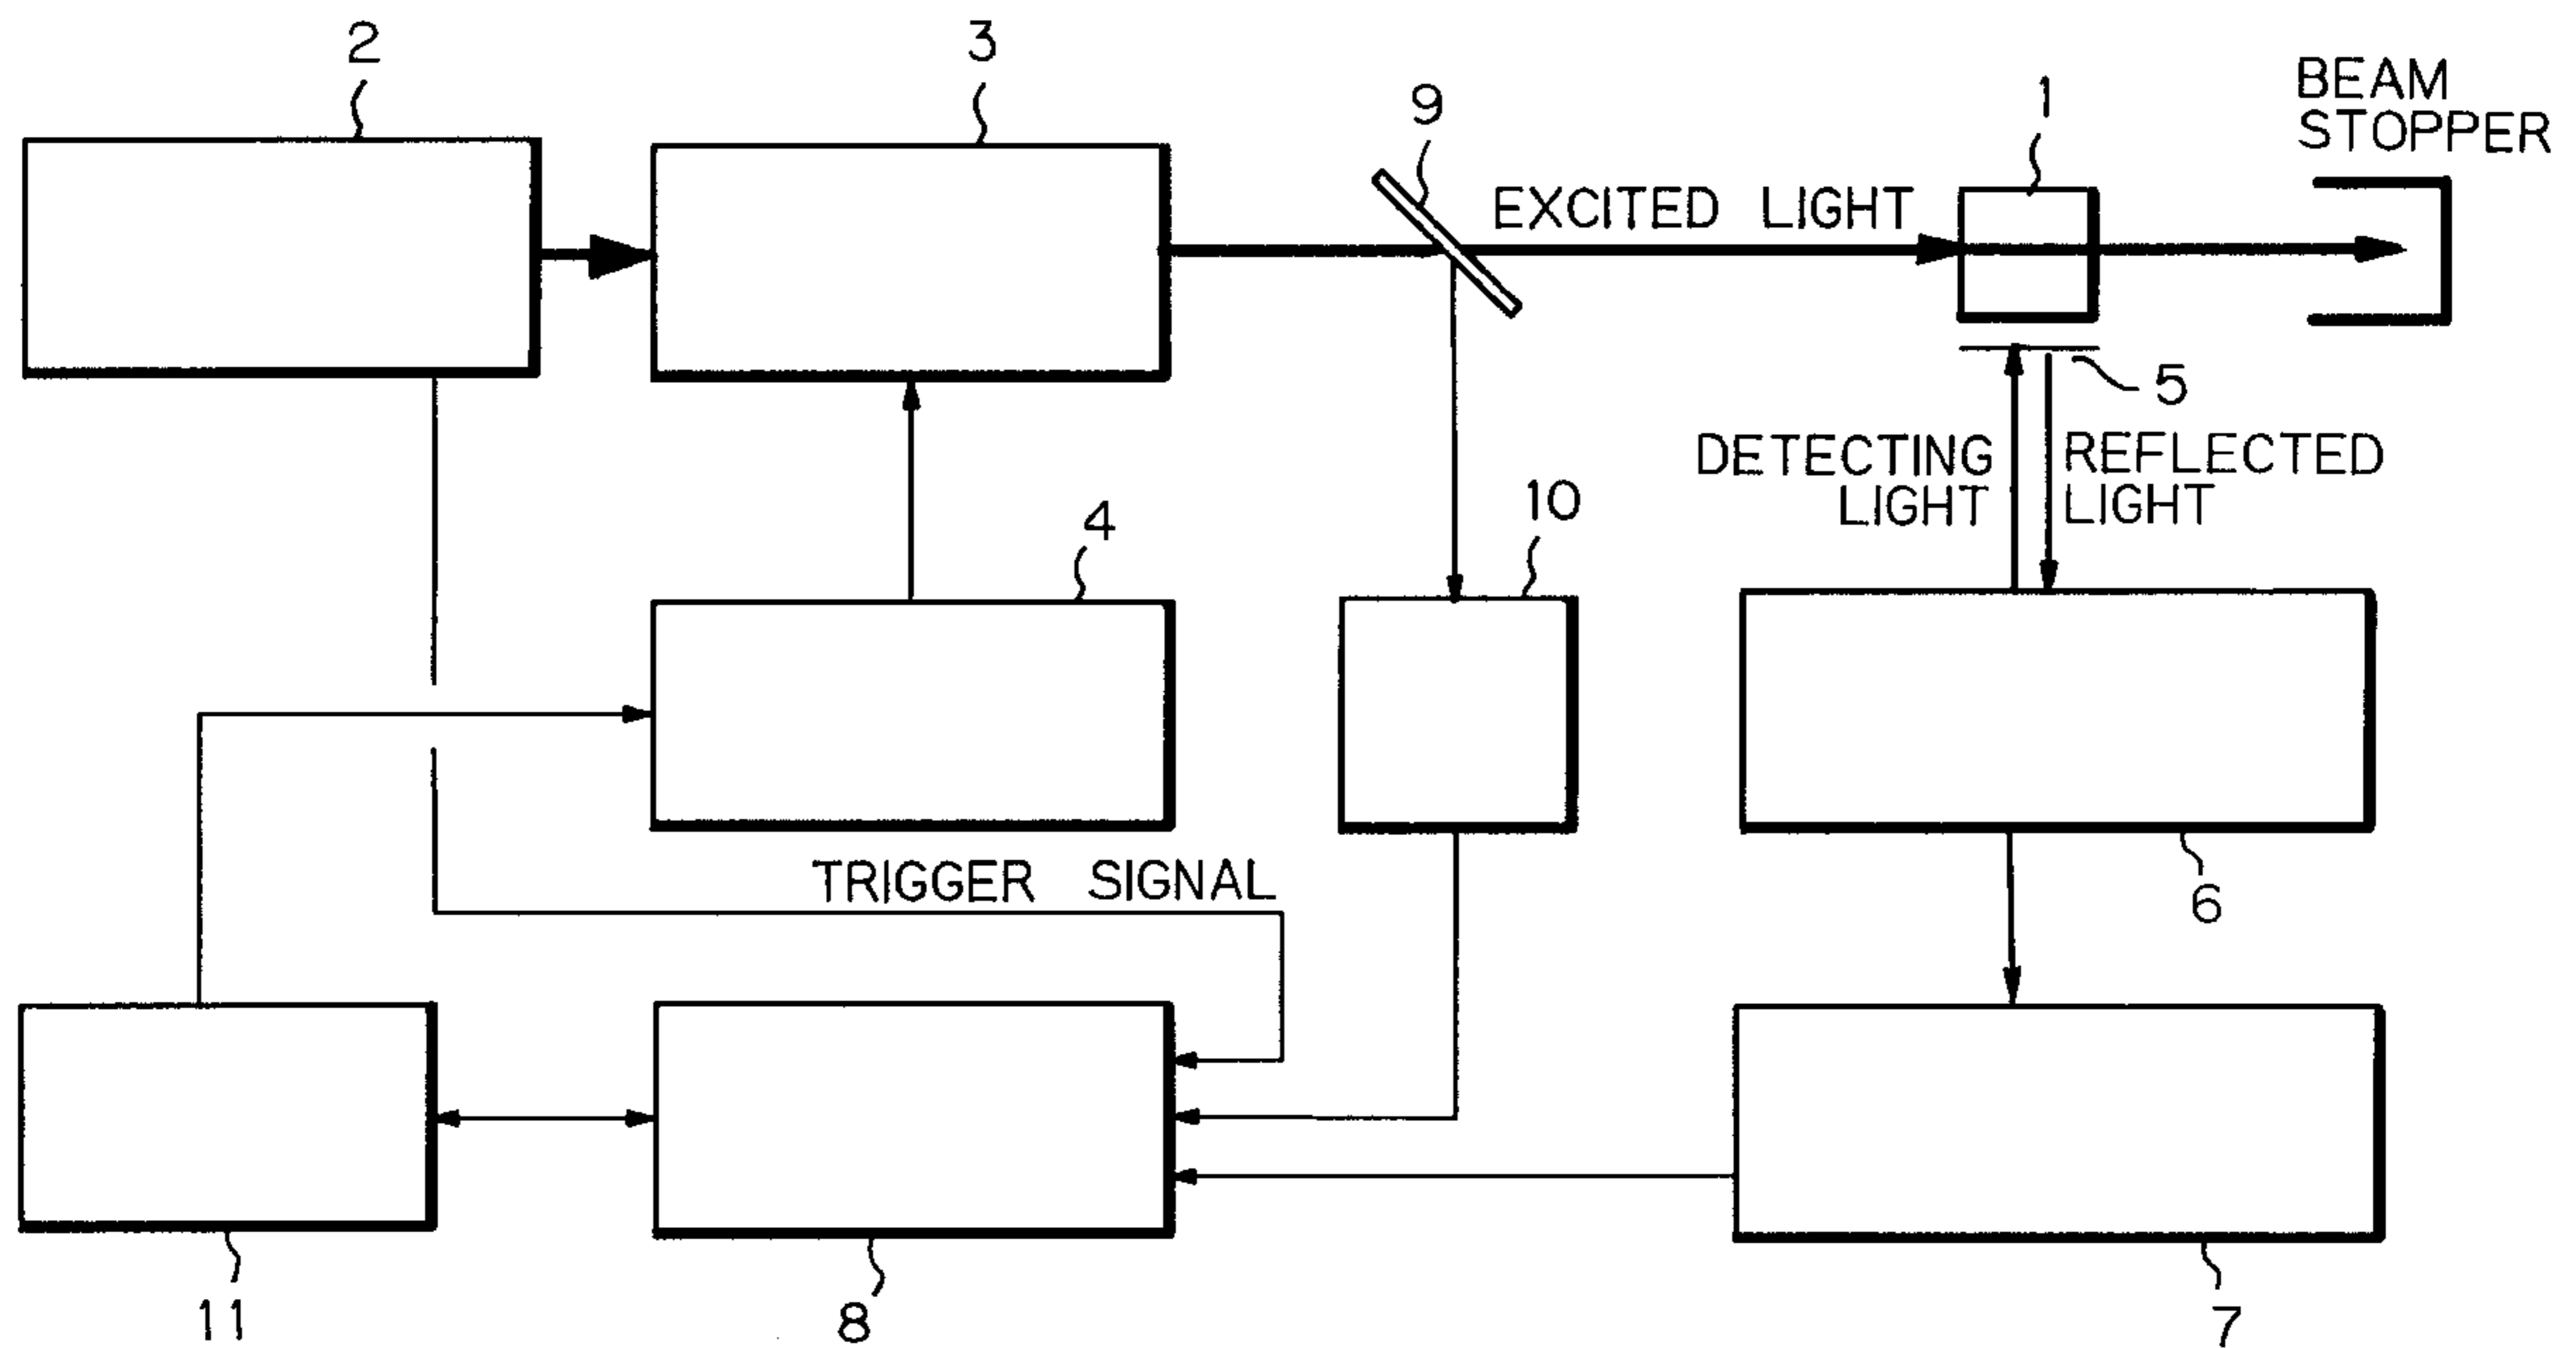 2
3
9
1
BEAM
STOPPER
EXCITED LIGHT
5
DETECTING
LIGHT
REFLECTED
LIGHT
4
10
TRIGGER SIGNAL
6
11
8
7